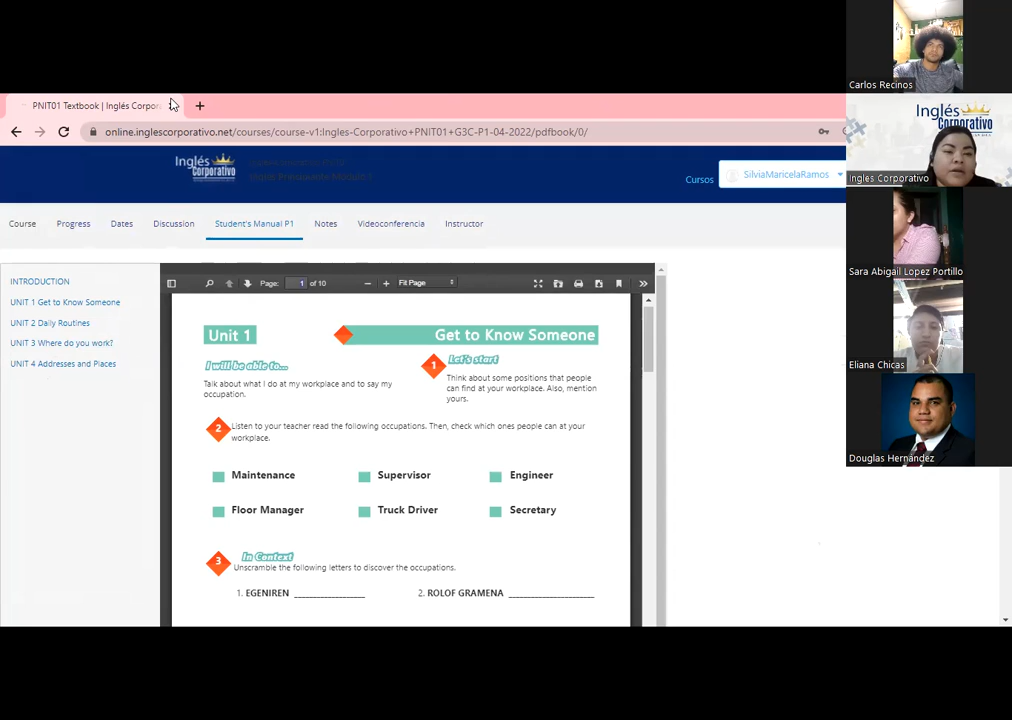 Carlos Recinos
PNIT01 Textbook | Inglés Corpor
online.inglescorporativo.net/courses/course-v1:Ingles-Corporativo+PNIT01+G3C-P1-04-2022/pdfbook/0/
Inglés
Corporativo
Inglés
Corporativo
Cursos
SilviaMaricelaRamos
Ingles Corporativo
Course
Progress
Dates
Discussion
Student's Manual P1
Notes
Videoconferencia
Instructor
Sara Abigail Lopez Portillo
INTRODUCTION
UNIT 1 Get to Know Someone
UNIT 2 Daily Routines
UNIT 3 Where do you work?
UNIT 4 Addresses and Places
Page: 1 of 10
Fit Page
Unit 1
Get to Know Someone
I will be able to...
Talk about what I do at my workplace and to say my
occupation.
1
Let's start
Think about some positions that people
can find at your workplace. Also, mention
yours.
Eliana Chicas
2
Listen to your teacher read the following occupations. Then, check which ones people can at your
workplace.
Douglas Hernández
Maintenance
Supervisor
Engineer
Floor Manager
Truck Driver
Secretary
3
In Context
Unscramble the following letters to discover the occupations.
1. EGENIREN ___________________
2. ROLOF GRAMENA ______________________